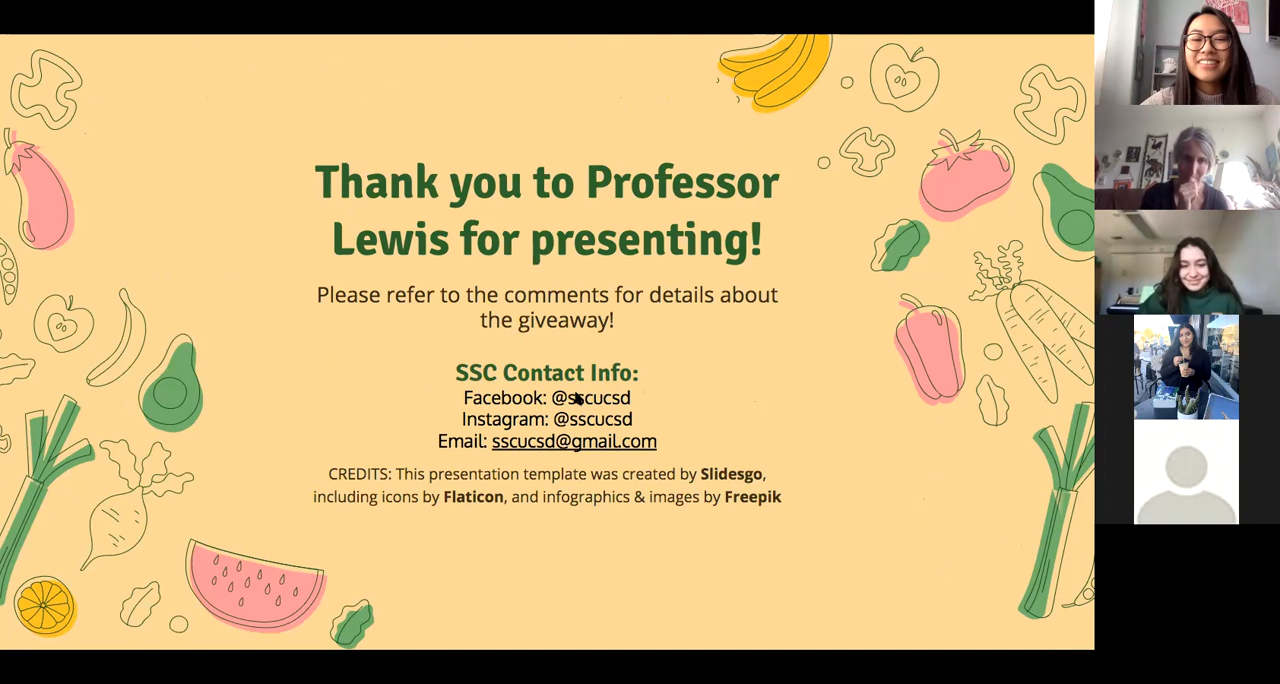 Thank you to Professor
Lewis for presenting!
Please refer to the comments for details about
the giveaway!
SSC Contact Info:
Facebook: @sscucsd
Instagram: @sscucsd
Email: sscucsd@gmail.com
CREDITS: This presentation template was created by Slidesgo,
including icons by Flaticon, and infographics & images by Freepik